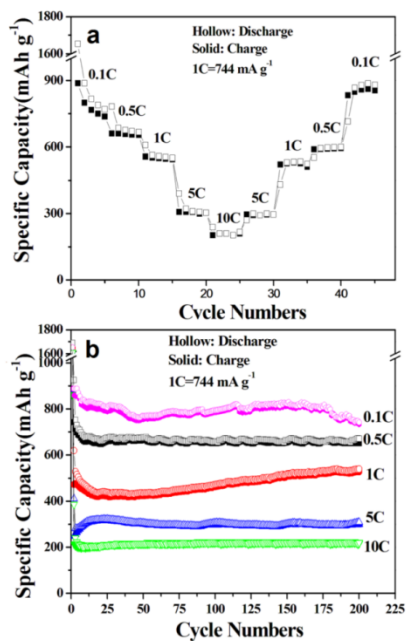 a
Hollow: Discharge
Solid: Charge
1C=744 mA g⁻¹
Specific Capacity(mAh g⁻¹)
1800
1600
900
600
300
0
0.1C
0.5C
1C
5C
10C
5C
1C
0.5C
0.1C
0 10 20 30 40
Cycle Numbers
b
Hollow: Discharge
Solid: Charge
1C=744 mA g⁻¹
Specific Capacity(mAh g⁻¹)
1800
1600
1000
800
600
400
200
0
0.1C
0.5C
1C
5C
10C
0 25 50 75 100 125 150 175 200
Cycle Numbers